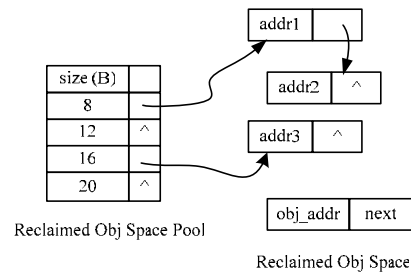 addr1
size (B)
addr2 ^
8
12 ^
addr3 ^
16
20 ^
obj_addr next
Reclaimed Obj Space Pool
Reclaimed Obj Space